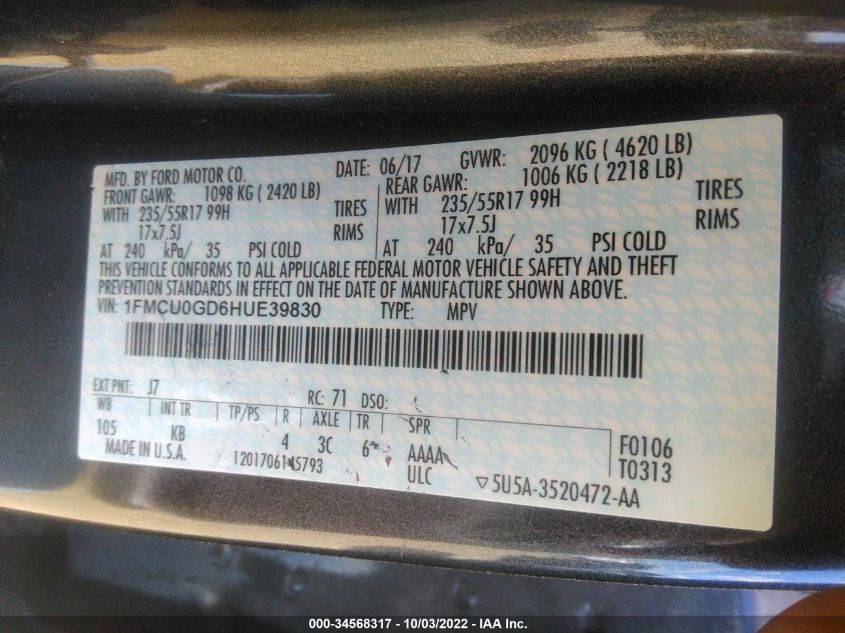 MFD. BY FORD MOTOR CO. DATE: 06/17 GVWR: 2096 KG ( 4620 LB)
FRONT GAWR: 1098 KG ( 2420 LB) REAR GAWR: 1006 KG ( 2218 LB)
WITH 235/55R17 99H TIRES WITH 235/55R17 99H TIRES
17x7.5J RIMS 17x7.5J RIMS
AT 240 kPa/ 35 PSI COLD AT 240 kPa/ 35 PSI COLD
THIS VEHICLE CONFORMS TO ALL APPLICABLE FEDERAL MOTOR VEHICLE SAFETY AND THEFT
PREVENTION STANDARDS IN EFFECT ON THE DATE OF MANUFACTURE SHOWN ABOVE.
VIN: 1FMCU0GD6HUE39830 TYPE: MPV
EXT PNT: J7 RC: 71 DSO:
WB INT TR TP/PS R AXLE TR SPR
105 KB 4 3C 6 AAAA F0106
MADE IN U.S.A. 1201706145793 ULC T0313
5U5A-3520472-AA
000-34568317 - 10/03/2022 - IAA Inc.